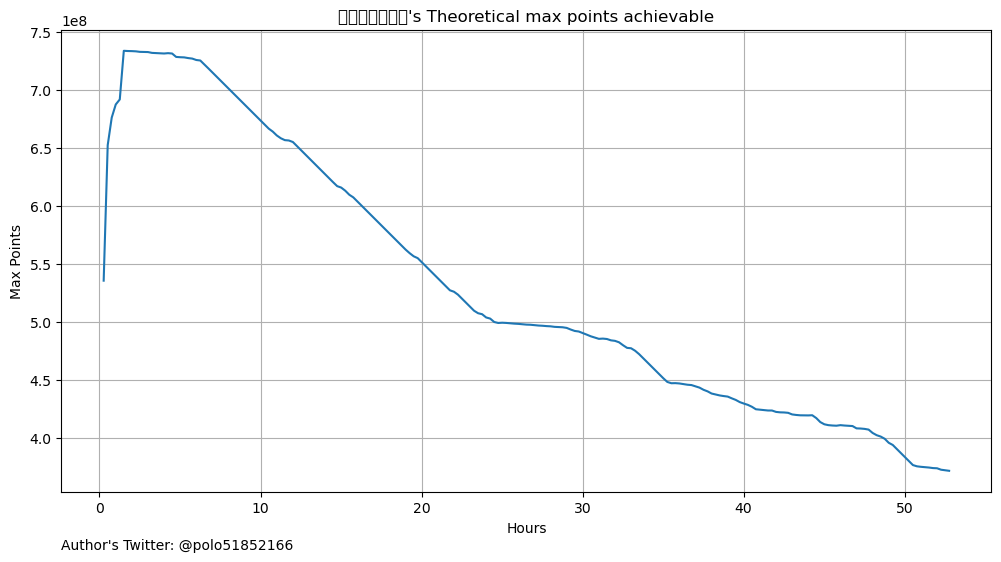 's Theoretical max points achievable
1e8
7.5
7.0
6.5
6.0
5.5
5.0
4.5
4.0
Max Points
0 10 20 30 40 50
Hours
Author's Twitter: @polo51852166